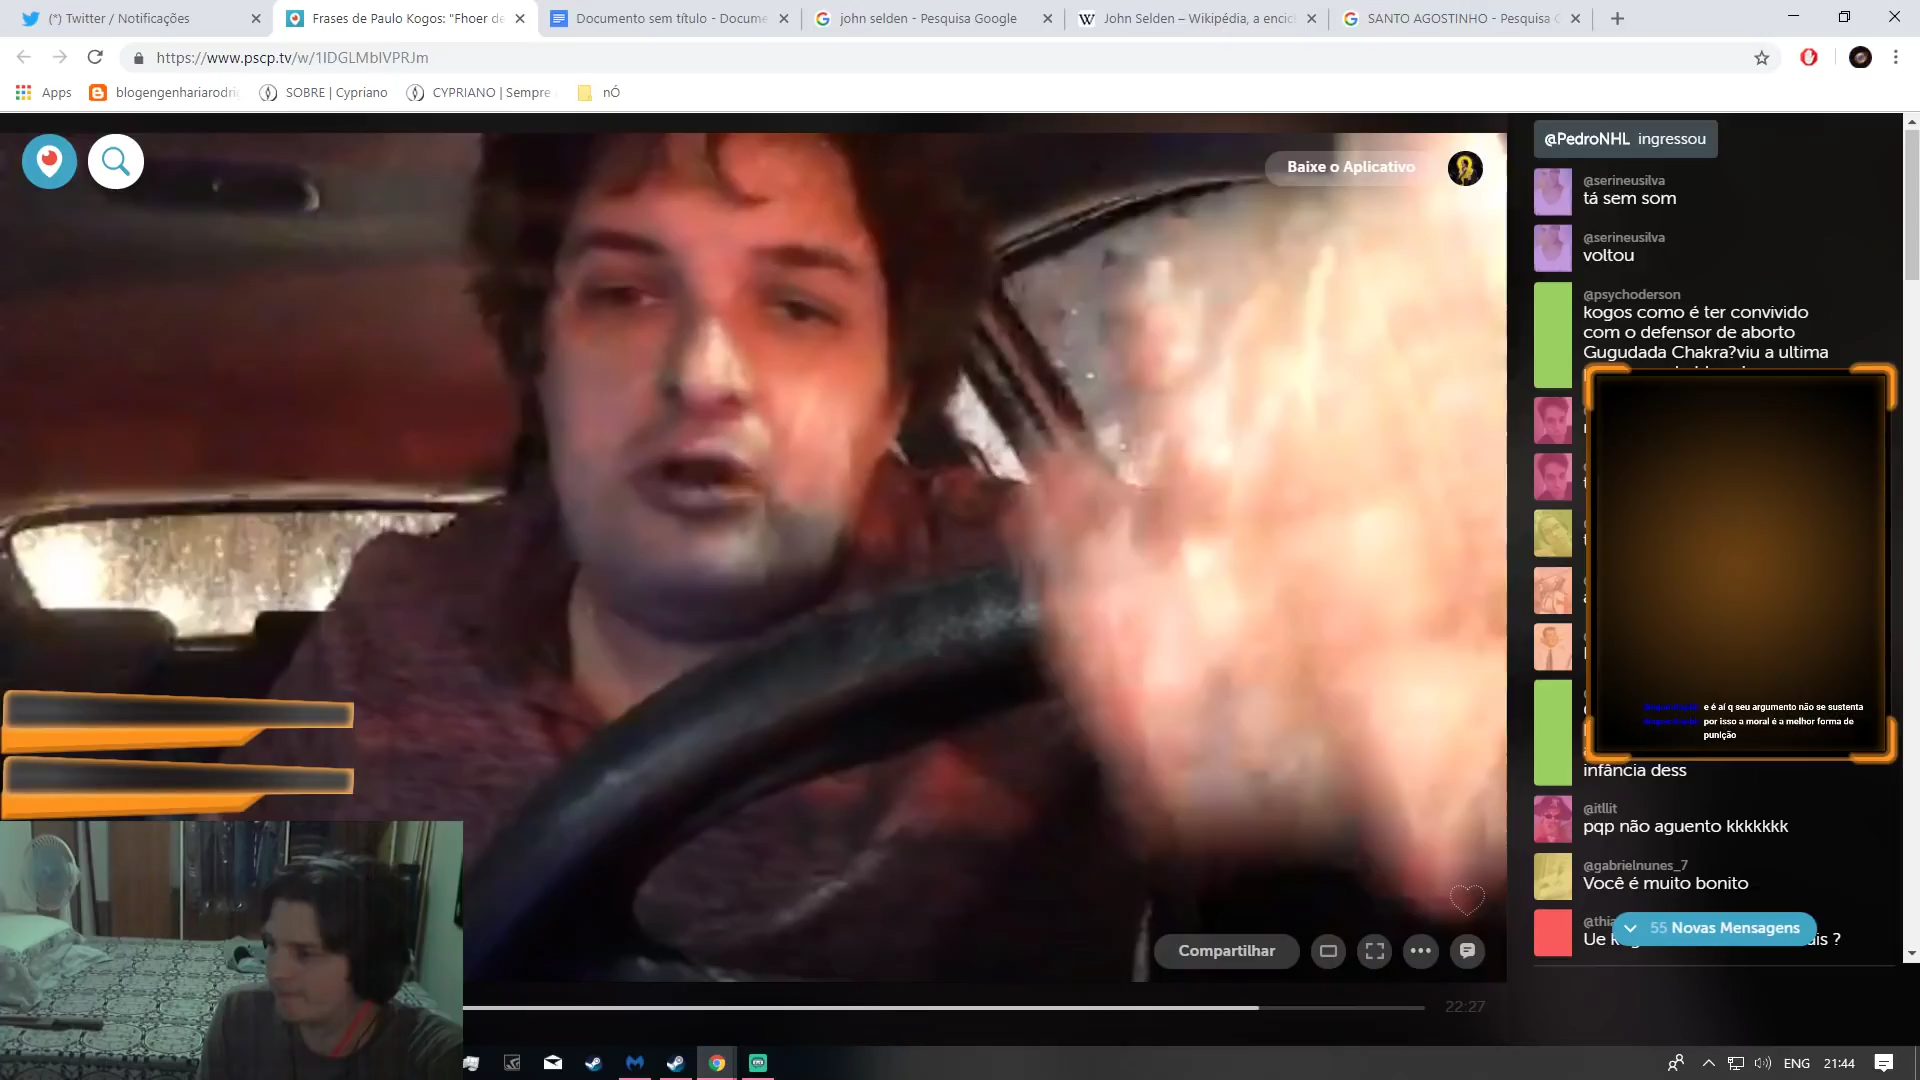 (*) Twitter / Notificações
Frases de Paulo Kogos: "Fhoer de
Documento sem título - Docume
john selden - Pesquisa Google
John Selden – Wikipédia, a encic
SANTO AGOSTINHO - Pesquisa G
https://www.pscp.tv/w/1IDGLMbIVPRJm
Apps
blogengenhariarodri
SOBRE | Cypriano
CYPRIANO | Sempre
nÓ
Baixe o Aplicativo
@PedroNHL ingressou
@serineusilva
tá sem som
@serineusilva
voltou
@psychoderson
kogos como é ter convivido
com o defensor de aborto
Gugudada Chakra?viu a ultima
e é aí q seu argumento não se sustenta
por isso a moral é a melhor forma de
punição
infância dess
@itllit
pqp não aguento kkkkkkk
@gabrielnunes_7
Você é muito bonito
@thia
Ue k
ais ?
55 Novas Mensagens
Compartilhar
22:27
ENG
21:44